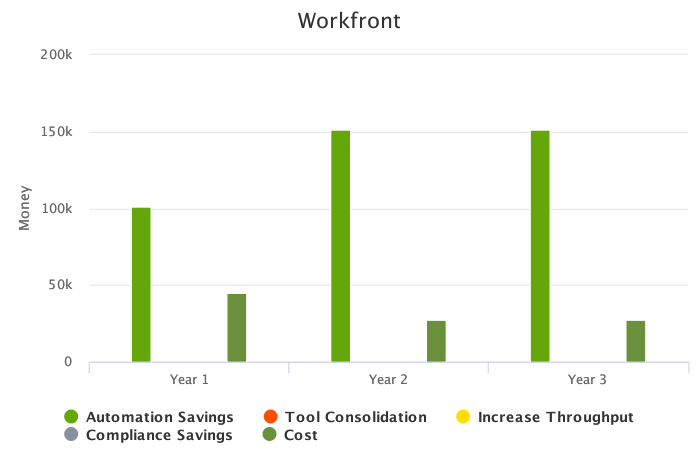 Workfront
200k
150k
100k
50k
0
Money
Year 1 Year 2 Year 3
Automation Savings Tool Consolidation Increase Throughput
Compliance Savings Cost